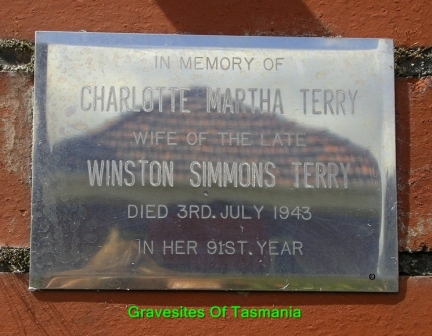 IN MEMORY OF
CHARLOTTE MARTHA TERRY
WIFE OF THE LATE
WINSTON SIMMONS TERRY
DIED 3RD. JULY 1943
IN HER 91ST. YEAR
Gravesites Of Tasmania